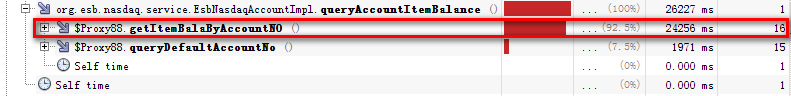 org.esb.nasdaq.service.EsbNasdaqAccountImpl.queryAccountItemBalance () ... (100%) 26227 ms 1
$Proxy88.getItemBalsByAccountNO () ... (92.5%) 24256 ms 16
$Proxy88.queryDefaultAccountNo () ... (7.5%) 1971 ms 15
Self time ... (0%) 0.000 ms 1
Self time ... (0%) 0.000 ms 1